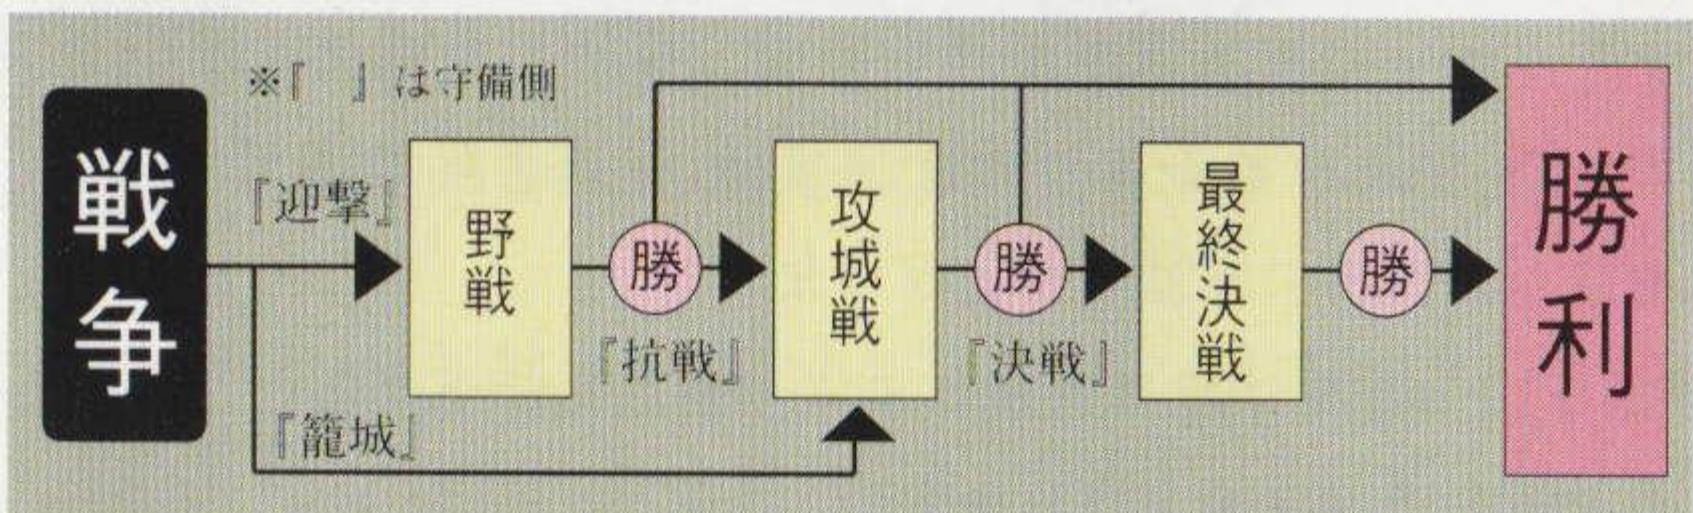 ※『　』は守備側
戦争
『迎撃』
野戦
勝
『抗戦』
攻城戦
勝
『決戦』
最終決戦
勝
勝利
『籠城』